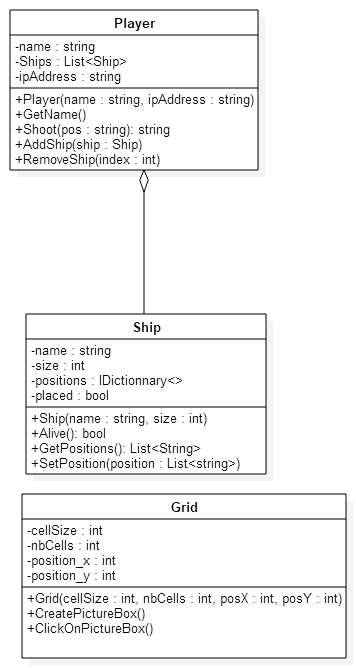 Player
-name : string
-Ships : List<Ship>
-ipAddress : string
+Player(name : string, ipAddress : string)
+GetName()
+Shoot(pos : string): string
+AddShip(ship : Ship)
+RemoveShip(index : int)
Ship
-name : string
-size : int
-positions : IDictionnary<>
-placed : bool
+Ship(name : string, size : int)
+Alive(): bool
+GetPositions(): List<String>
+SetPosition(position : List<string>)
Grid
-cellSize : int
-nbCells : int
-position_x : int
-position_y : int
+Grid(cellSize : int, nbCells : int, posX : int, posY : int)
+CreatePictureBox()
+ClickOnPictureBox()